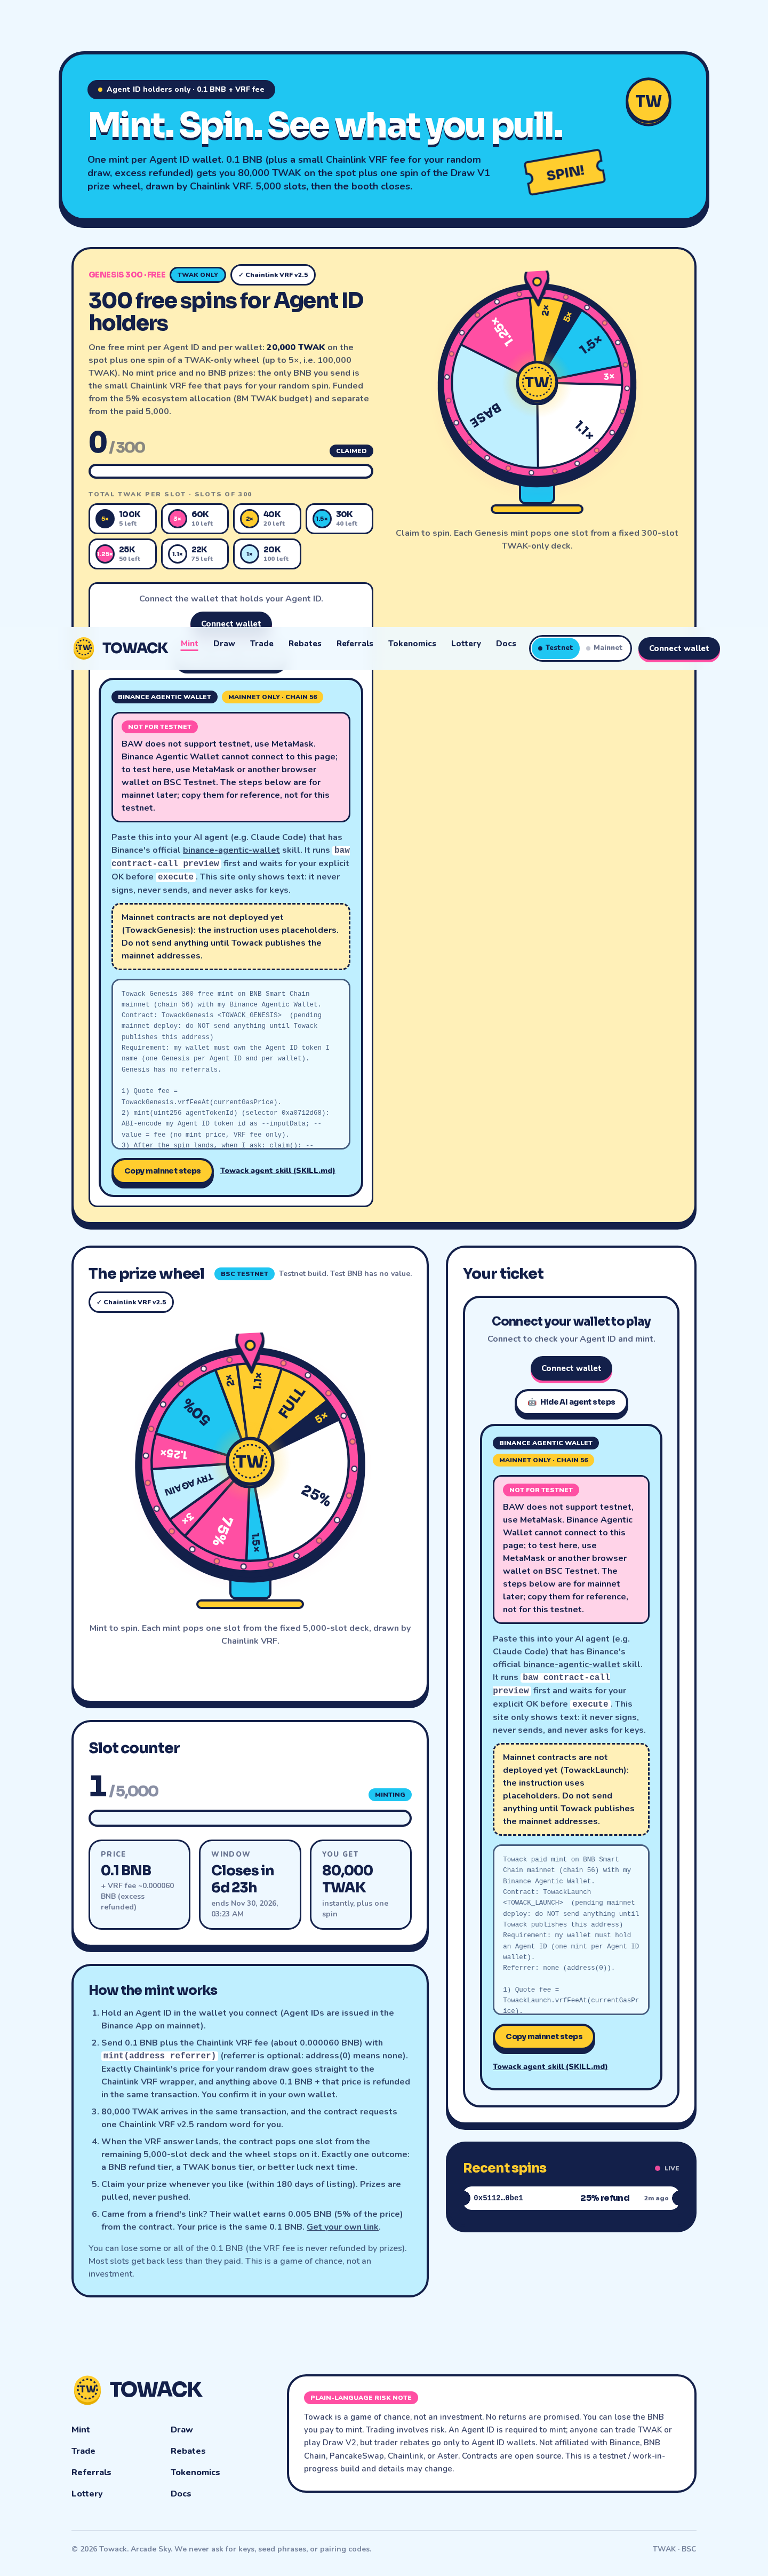 Agent ID holders only · 0.1 BNB + VRF fee
TW
Mint. Spin. See what you pull.
One mint per Agent ID wallet. 0.1 BNB (plus a small Chainlink VRF fee for your random
draw, excess refunded) gets you 80,000 TWAK on the spot plus one spin of the Draw V1
prize wheel, drawn by Chainlink VRF. 5,000 slots, then the booth closes.
SPIN!
GENESIS 300 · FREE
TWAK ONLY
✓ Chainlink VRF v2.5
300 free spins for Agent ID
holders
One free mint per Agent ID and per wallet: 20,000 TWAK on the
spot plus one spin of a TWAK-only wheel (up to 5×, i.e. 100,000
TWAK). No mint price and no BNB prizes: the only BNB you send is
the small Chainlink VRF fee that pays for your random spin. Funded
from the 5% ecosystem allocation (8M TWAK budget) and separate
from the paid 5,000.
0 / 300
CLAIMED
TOTAL TWAK PER SLOT · SLOTS OF 300
5× 100K
5 left
3× 60K
10 left
2× 40K
20 left
1.5× 30K
40 left
1.25× 25K
50 left
1.1× 22K
75 left
1× 20K
100 left
2×
5×
1.5×
3×
1.1×
BASE
1.25×
TW
Claim to spin. Each Genesis mint pops one slot from a fixed 300-slot
TWAK-only deck.
Connect the wallet that holds your Agent ID.
Connect wallet
TW TOWACK
Mint
Draw
Trade
Rebates
Referrals
Tokenomics
Lottery
Docs
Testnet
Mainnet
Connect wallet
BINANCE AGENTIC WALLET
MAINNET ONLY · CHAIN 56
NOT FOR TESTNET
BAW does not support testnet, use MetaMask.
Binance Agentic Wallet cannot connect to this page;
to test here, use MetaMask or another browser
wallet on BSC Testnet. The steps below are for
mainnet later; copy them for reference, not for this
testnet.
Paste this into your AI agent (e.g. Claude Code) that has
Binance's official binance-agentic-wallet skill. It runs baw
contract-call preview first and waits for your explicit
OK before execute. This site only shows text: it never
signs, never sends, and never asks for keys.
Mainnet contracts are not deployed yet
(TowackGenesis): the instruction uses placeholders.
Do not send anything until Towack publishes the
mainnet addresses.
Towack Genesis 300 free mint on BNB Smart Chain
mainnet (chain 56) with my Binance Agentic Wallet.
Contract: TowackGenesis <TOWACK_GENESIS>  (pending
mainnet deploy: do NOT send anything until Towack
publishes this address)
Requirement: my wallet must own the Agent ID token I
name (one Genesis per Agent ID and per wallet).
Genesis has no referrals.
1) Quote fee =
TowackGenesis.vrfFeeAt(currentGasPrice).
2) mint(uint256 agentTokenId) (selector 0xa0712d68):
ABI-encode my Agent ID token id as --inputData; --
value = fee (no mint price, VRF fee only).
3) After the spin lands, when I ask: claim(); --
Copy mainnet steps
Towack agent skill (SKILL.md)
The prize wheel
BSC TESTNET
Testnet build. Test BNB has no value.
✓ Chainlink VRF v2.5
2×
1.1×
FULL
5×
25%
1.5×
75%
3×
TRY AGAIN
1.25×
50%
TW
Mint to spin. Each mint pops one slot from the fixed 5,000-slot deck, drawn by
Chainlink VRF.
Slot counter
1 / 5,000
MINTING
PRICE
0.1 BNB
+ VRF fee ~0.000060
BNB (excess
refunded)
WINDOW
Closes in
6d 23h
ends Nov 30, 2026,
03:23 AM
YOU GET
80,000
TWAK
instantly, plus one
spin
How the mint works
1. Hold an Agent ID in the wallet you connect (Agent IDs are issued in the
Binance App on mainnet).
2. Send 0.1 BNB plus the Chainlink VRF fee (about 0.000060 BNB) with
mint(address referrer) (referrer is optional: address(0) means none).
Exactly Chainlink's price for your random draw goes straight to the
Chainlink VRF wrapper, and anything above 0.1 BNB + that price is refunded
in the same transaction. You confirm it in your own wallet.
3. 80,000 TWAK arrives in the same transaction, and the contract requests
one Chainlink VRF v2.5 random word for you.
4. When the VRF answer lands, the contract pops one slot from the
remaining 5,000-slot deck and the wheel stops on it. Exactly one outcome:
a BNB refund tier, a TWAK bonus tier, or better luck next time.
5. Claim your prize whenever you like (within 180 days of listing). Prizes are
pulled, never pushed.
6. Came from a friend's link? Their wallet earns 0.005 BNB (5% of the price)
from the contract. Your price is the same 0.1 BNB. Get your own link.
You can lose some or all of the 0.1 BNB (the VRF fee is never refunded by prizes).
Most slots get back less than they paid. This is a game of chance, not an
investment.
Your ticket
Connect your wallet to play
Connect to check your Agent ID and mint.
Connect wallet
Hide AI agent steps
BINANCE AGENTIC WALLET
MAINNET ONLY · CHAIN 56
NOT FOR TESTNET
BAW does not support testnet,
use MetaMask. Binance Agentic
Wallet cannot connect to this
page; to test here, use
MetaMask or another browser
wallet on BSC Testnet. The
steps below are for mainnet
later; copy them for reference,
not for this testnet.
Paste this into your AI agent (e.g.
Claude Code) that has Binance's
official binance-agentic-wallet skill.
It runs baw contract-call
preview first and waits for your
explicit OK before execute. This
site only shows text: it never signs,
never sends, and never asks for keys.
Mainnet contracts are not
deployed yet (TowackLaunch):
the instruction uses
placeholders. Do not send
anything until Towack publishes
the mainnet addresses.
Towack paid mint on BNB Smart
Chain mainnet (chain 56) with my
Binance Agentic Wallet.
Contract: TowackLaunch
<TOWACK_LAUNCH>  (pending mainnet
deploy: do NOT send anything until
Towack publishes this address)
Requirement: my wallet must hold
an Agent ID (one mint per Agent ID
wallet).
Referrer: none (address(0)).
1) Quote fee =
TowackLaunch.vrfFeeAt(currentGasPr
ice).
Copy mainnet steps
Towack agent skill (SKILL.md)
Recent spins
LIVE
0x5112…0be1
25% refund
2m ago
TW TOWACK
Mint
Draw
Trade
Rebates
Referrals
Tokenomics
Lottery
Docs
PLAIN-LANGUAGE RISK NOTE
Towack is a game of chance, not an investment. No returns are promised. You can lose the BNB
you pay to mint. Trading involves risk. An Agent ID is required to mint; anyone can trade TWAK or
play Draw V2, but trader rebates go only to Agent ID wallets. Not affiliated with Binance, BNB
Chain, PancakeSwap, Chainlink, or Aster. Contracts are open source. This is a testnet / work-in-
progress build and details may change.
© 2026 Towack. Arcade Sky. We never ask for keys, seed phrases, or pairing codes.
TWAK · BSC